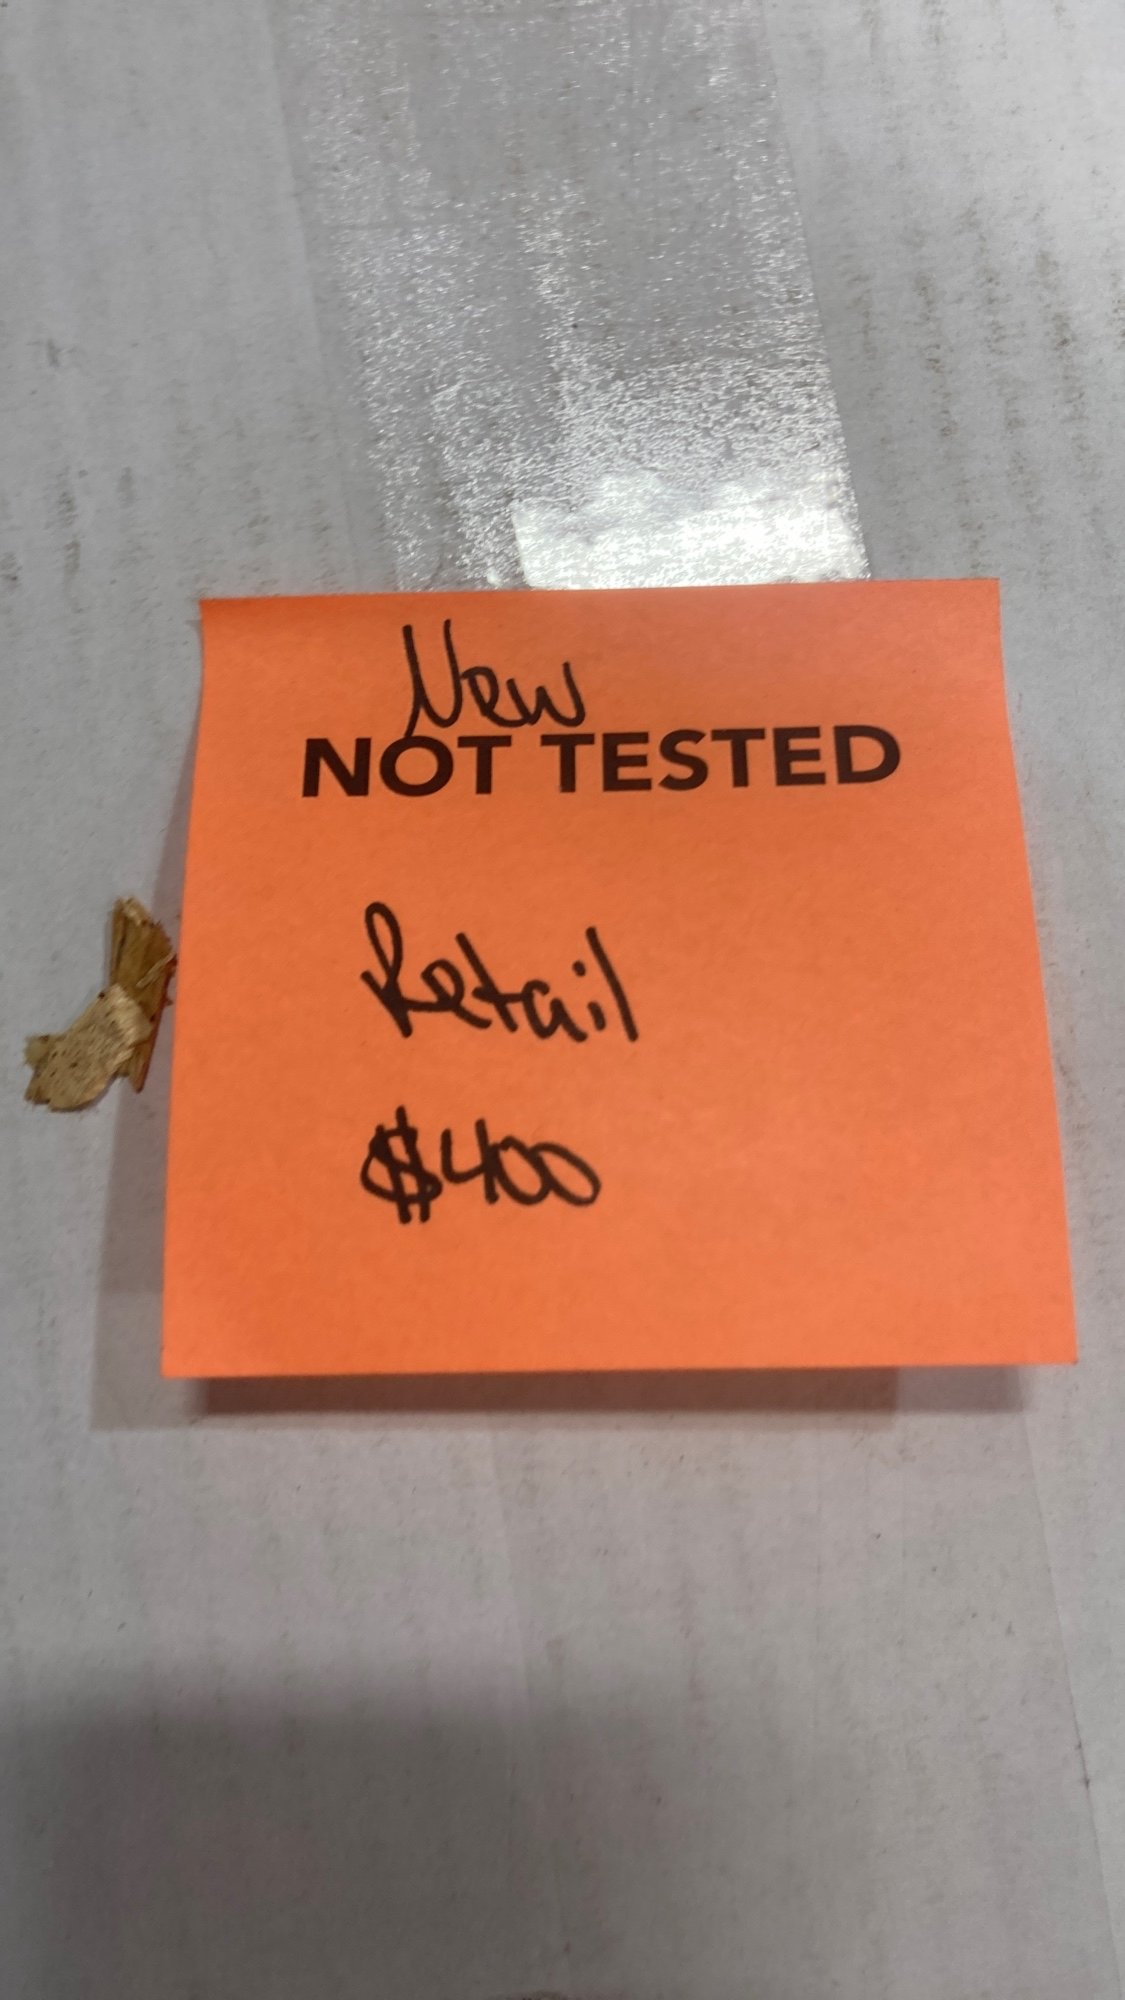 New
NOT TESTED
Retail
$400